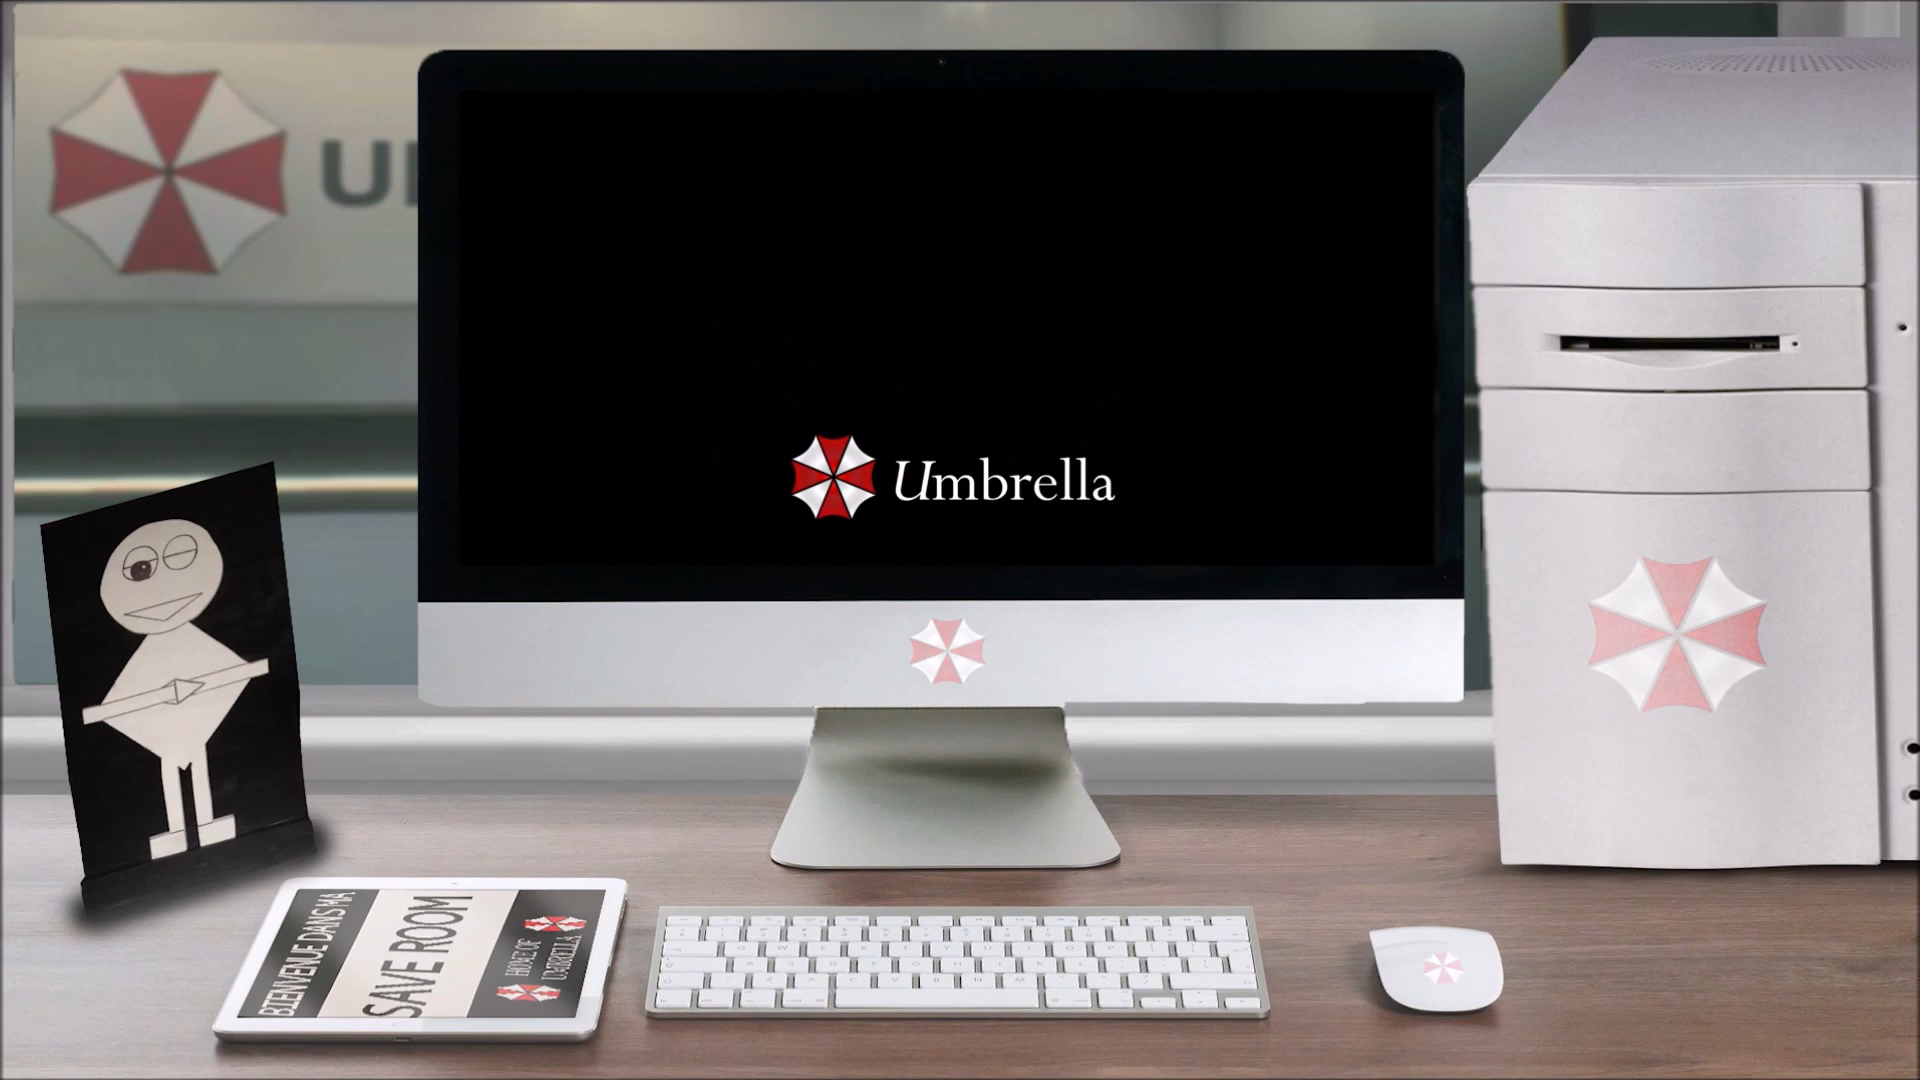 U
Umbrella
BIENVENUE DANS MA
SAVE ROOM
HOME OF
UMBRELLA